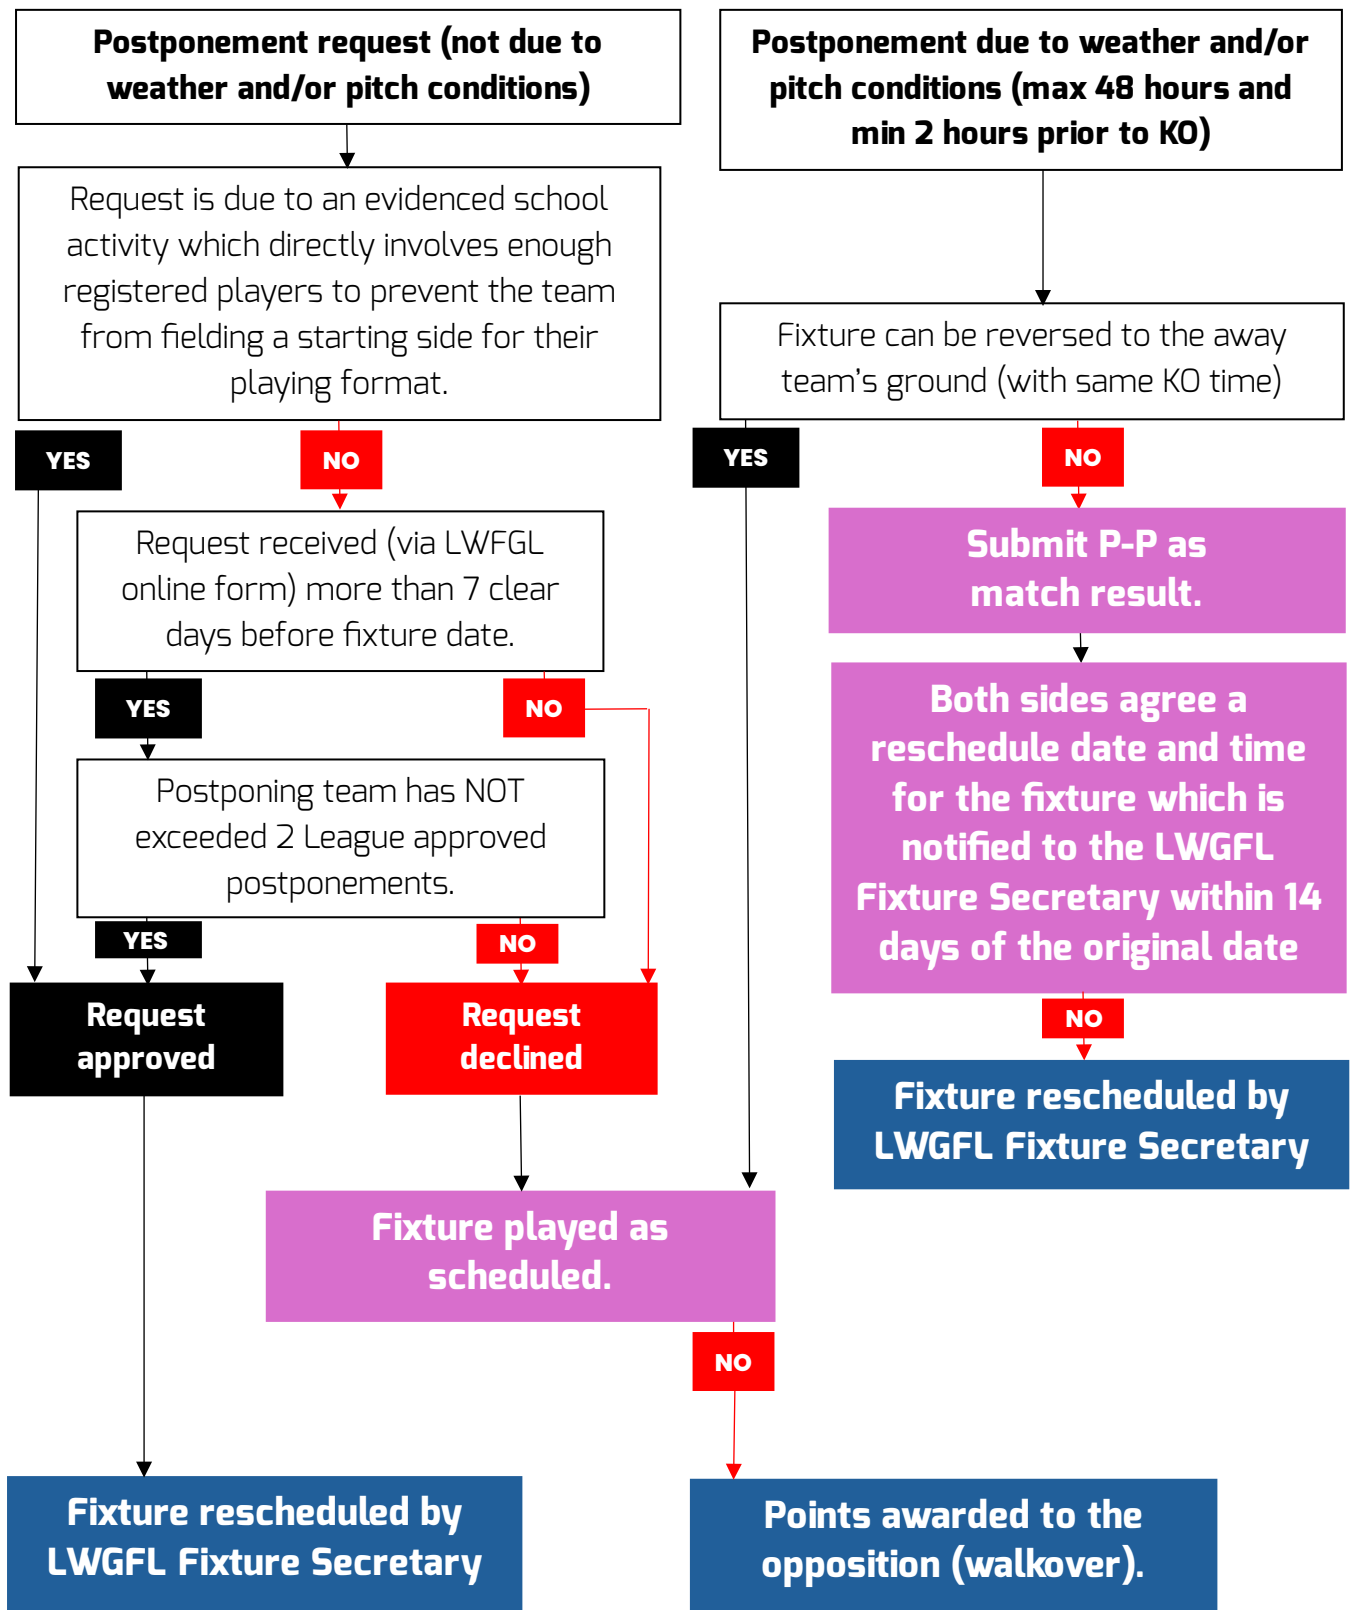 Postponement request (not due to
weather and/or pitch conditions)
Request is due to an evidenced school
activity which directly involves enough
registered players to prevent the team
from fielding a starting side for their
playing format.
YES
NO
Request received (via LWFGL
online form) more than 7 clear
days before fixture date.
YES
NO
Postponing team has NOT
exceeded 2 League approved
postponements.
YES
NO
Request
approved
Request
declined
Postponement due to weather and/or
pitch conditions (max 48 hours and
min 2 hours prior to KO)
Fixture can be reversed to the away
team's ground (with same KO time)
YES
NO
Submit P-P as
match result.
Both sides agree a
reschedule date and time
for the fixture which is
notified to the LWGFL
Fixture Secretary within 14
days of the original date
NO
Fixture rescheduled by
LWGFL Fixture Secretary
Fixture played as
scheduled.
NO
Fixture rescheduled by
LWGFL Fixture Secretary
Points awarded to the
opposition (walkover).